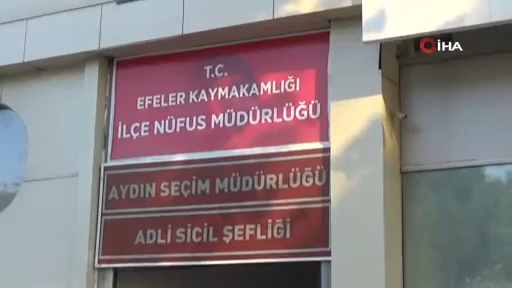 İHA
T.C.
EFELER KAYMAKAMLIĞI
İLÇE NÜFUS MÜDÜRLÜĞÜ
AYDIN SEÇİM MÜDÜRLÜĞÜ
ADLİ SİCİL ŞEFLİĞİ